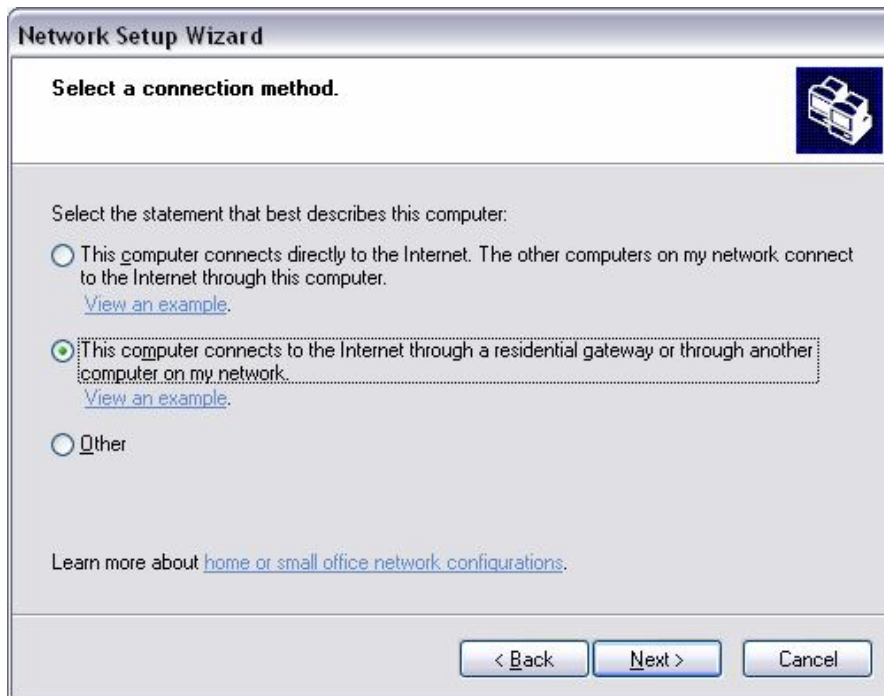 Network Setup Wizard
Select a connection method.
Select the statement that best describes this computer:
This computer connects directly to the Internet. The other computers on my network connect
to the Internet through this computer.
View an example.
This computer connects to the Internet through a residential gateway or through another
computer on my network.
View an example.
Other
Learn more about home or small office network configurations.
< Back
Next >
Cancel